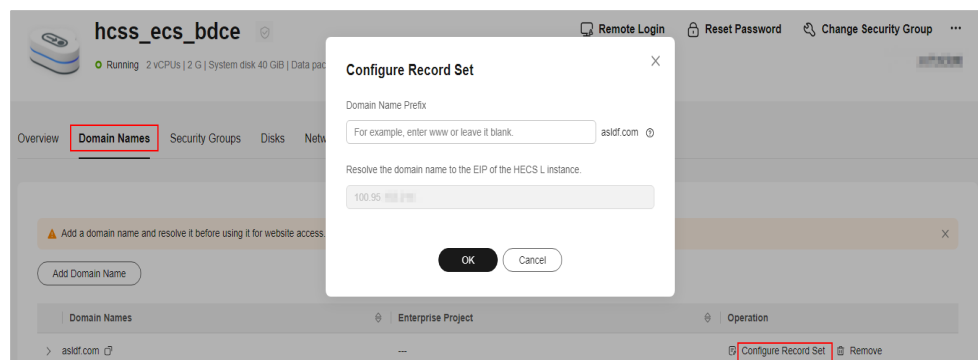 hcss_ecs_bdce
Remote Login
Reset Password
Change Security Group
Running 2 vCPUs | 2 G | System disk 40 GiB | Data pac
Overview
Domain Names
Security Groups
Disks
Netw
Configure Record Set
Domain Name Prefix
For example, enter www or leave it blank.
asldf.com
Resolve the domain name to the EIP of the HECS L instance.
100.95
OK
Cancel
Add a domain name and resolve it before using it for website access.
Add Domain Name
Domain Names
Enterprise Project
Operation
asldf.com
--
Configure Record Set
Remove